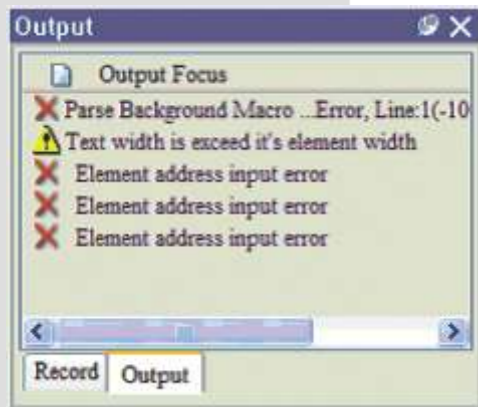 Output
Output Focus
Parse Background Macro ...Error, Line:1(-10
Text width is exceed it's element width
Element address input error
Element address input error
Element address input error
Record Output